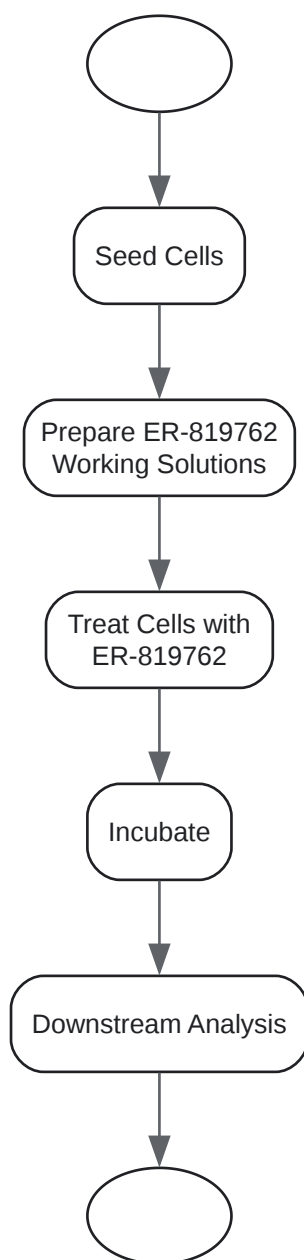 Seed Cells
Prepare ER-819762
Working Solutions
Treat Cells with
ER-819762
Incubate
Downstream Analysis